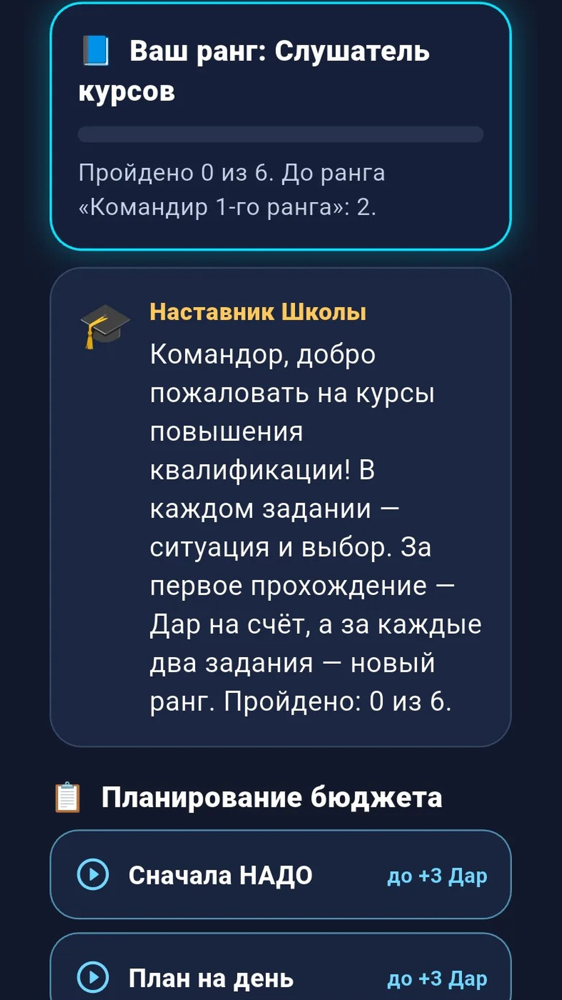 Ваш ранг: Слушатель
курсов
Пройдено 0 из 6. До ранга
«Командир 1-го ранга»: 2.
Наставник Школы
Командор, добро
пожаловать на курсы
повышения
квалификации! В
каждом задании —
ситуация и выбор. За
первое прохождение —
Дар на счёт, а за каждые
два задания — новый
ранг. Пройдено: 0 из 6.
Планирование бюджета
Сначала НАДО до +3 Дар
План на день до +3 Дар